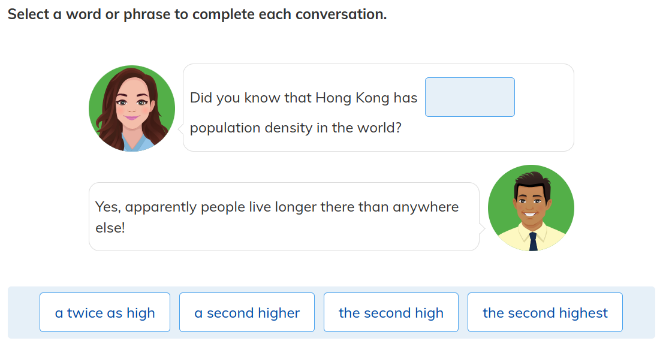 Select a word or phrase to complete each conversation.
Did you know that Hong Kong has
population density in the world?
Yes, apparently people live longer there than anywhere
else!
a twice as high
a second higher
the second high
the second highest